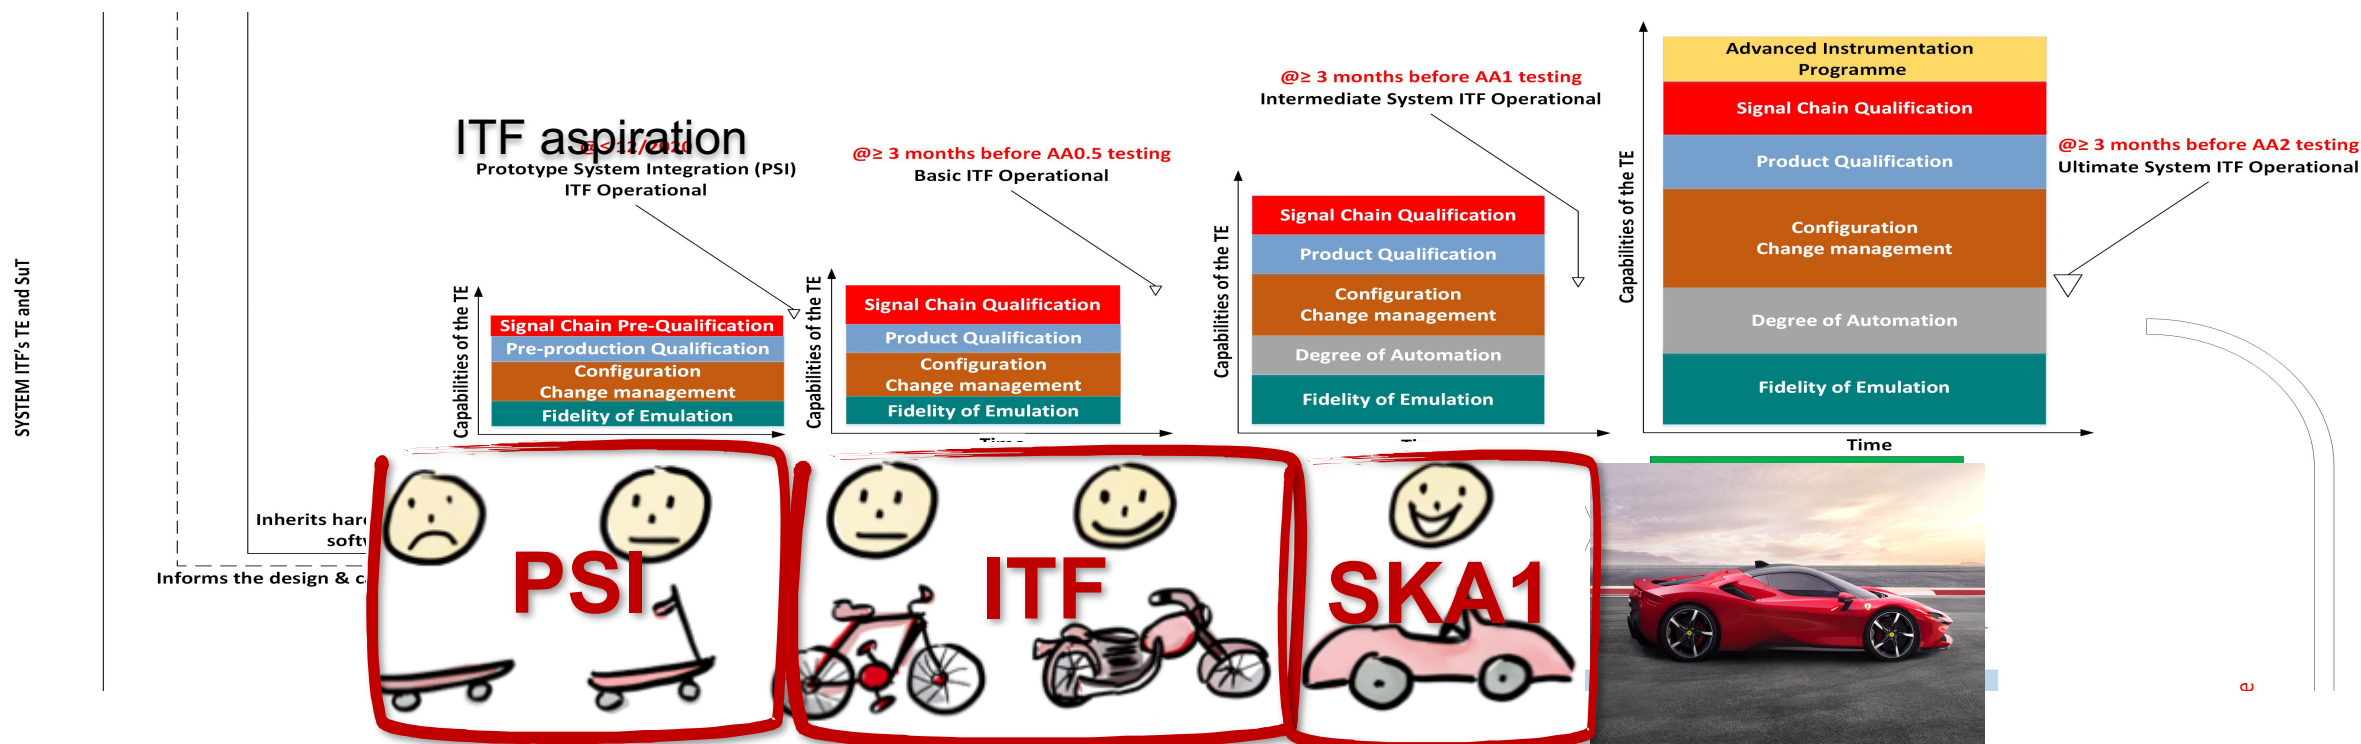 SYSTEM ITF's TE and SuT
ITF aspiration
@≤ 12/2020
Prototype System Integration (PSI)
ITF Operational
@≥ 3 months before AA0.5 testing
Basic ITF Operational
@≥ 3 months before AA1 testing
Intermediate System ITF Operational
@≥ 3 months before AA2 testing
Ultimate System ITF Operational
Capabilities of the TE
Signal Chain Pre-Qualification
Pre-production Qualification
Configuration
Change management
Fidelity of Emulation
Capabilities of the TE
Signal Chain Qualification
Product Qualification
Configuration
Change management
Fidelity of Emulation
Time
Capabilities of the TE
Signal Chain Qualification
Product Qualification
Configuration
Change management
Degree of Automation
Fidelity of Emulation
Capabilities of the TE
Advanced Instrumentation
Programme
Signal Chain Qualification
Product Qualification
Configuration
Change management
Degree of Automation
Fidelity of Emulation
Time
Inherits
Informs the design &
PSI
ITF
SKA1
e